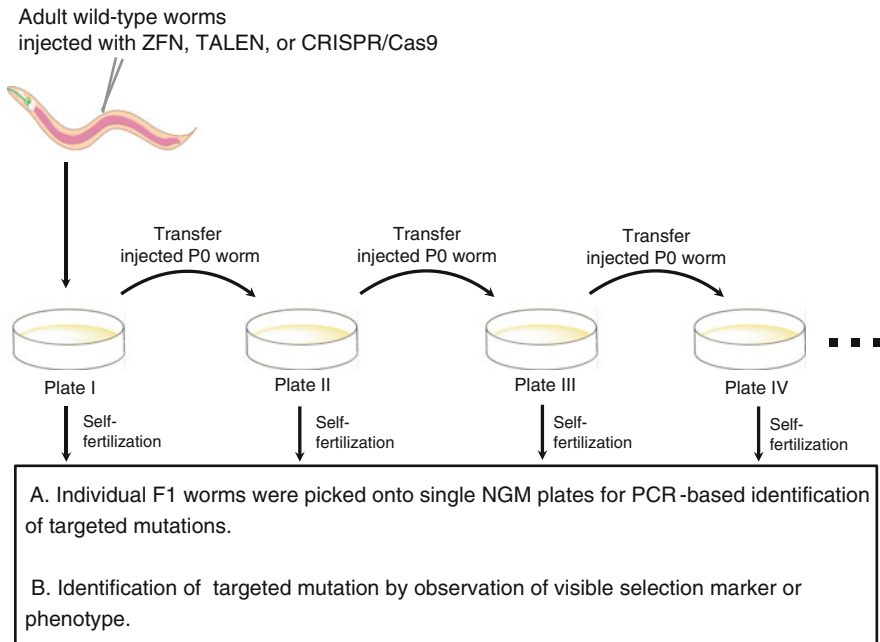 Adult wild-type worms
injected with ZFN, TALEN, or CRISPR/Cas9
Transfer
injected P0 worm
Transfer
injected P0 worm
Transfer
injected P0 worm
Plate I
Plate II
Plate III
Plate IV
Self-
fertilization
Self-
fertilization
Self-
fertilization
Self-
fertilization
A. Individual F1 worms were picked onto single NGM plates for PCR-based identification
of targeted mutations.
B. Identification of targeted mutation by observation of visible selection marker or
phenotype.